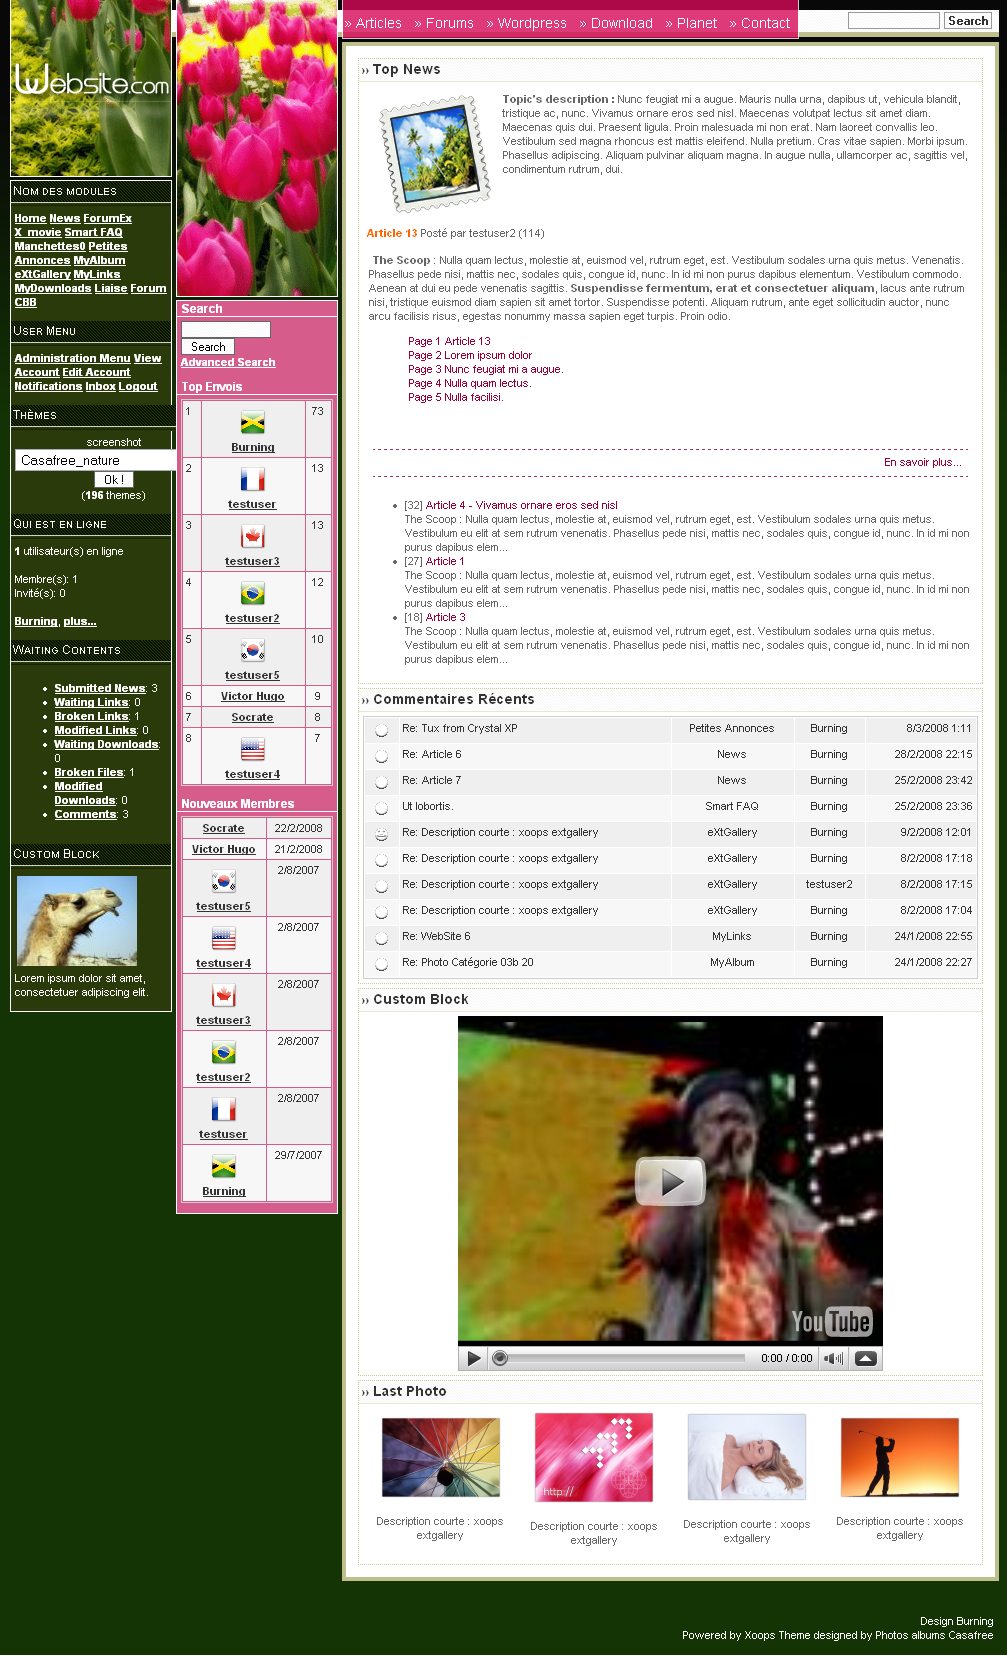 » Articles » Forums » Wordpress » Download » Planet » Contact
Search
Website.com
Nom des modules
Home News ForumEx
X_movie Smart FAQ
Manchettes0 Petites
Annonces MyAlbum
eXtGallery MyLinks
MyDownloads Liaise Forum
CBB
User Menu
Administration Menu View
Account Edit Account
Notifications Inbox Logout
Thèmes
screenshot
Casafree_nature
Ok !
(196 themes)
Qui est en ligne
1 utilisateur(s) en ligne
Membre(s): 1
Invité(s): 0
Burning, plus...
Waiting Contents
Submitted News: 3
Waiting Links: 0
Broken Links: 1
Modified Links: 0
Waiting Downloads:
0
Broken Files: 1
Modified
Downloads: 0
Comments: 3
Custom Block
Lorem ipsum dolor sit amet,
consectetuer adipiscing elit.
Search
Search
Advanced Search
Top Envois
1 Burning 73
2 testuser 13
3 testuser3 13
4 testuser2 12
5 testuser5 10
6 Victor Hugo 9
7 Socrate 8
8 testuser4 7
Nouveaux Membres
Socrate 22/2/2008
Victor Hugo 21/2/2008
testuser5 2/8/2007
testuser4 2/8/2007
testuser3 2/8/2007
testuser2 2/8/2007
testuser 2/8/2007
Burning 29/7/2007
›› Top News
Topic's description : Nunc feugiat mi a augue. Mauris nulla urna, dapibus ut, vehicula blandit,
tristique ac, nunc. Vivamus ornare eros sed nisl. Maecenas volutpat lectus sit amet diam.
Maecenas quis dui. Praesent ligula. Proin malesuada mi non erat. Nam laoreet convallis leo.
Vestibulum sed magna rhoncus est mattis eleifend. Nulla pretium. Cras vitae sapien. Morbi ipsum.
Phasellus adipiscing. Aliquam pulvinar aliquam magna. In augue nulla, ullamcorper ac, sagittis vel,
condimentum rutrum, dui.
Article 13 Posté par testuser2 (114)
The Scoop : Nulla quam lectus, molestie at, euismod vel, rutrum eget, est. Vestibulum sodales urna quis metus. Venenatis.
Phasellus pede nisi, mattis nec, sodales quis, congue id, nunc. In id mi non purus dapibus elementum. Vestibulum commodo.
Aenean at dui eu pede venenatis sagittis. Suspendisse fermentum, erat et consectetuer aliquam, lacus ante rutrum
nisi, tristique euismod diam sapien sit amet tortor. Suspendisse potenti. Aliquam rutrum, ante eget sollicitudin auctor, nunc
arcu facilisis risus, egestas nonummy massa sapien eget turpis. Proin odio.
Page 1 Article 13
Page 2 Lorem ipsum dolor
Page 3 Nunc feugiat mi a augue.
Page 4 Nulla quam lectus.
Page 5 Nulla facilisi.
En savoir plus...
[32] Article 4 - Vivamus ornare eros sed nisl
The Scoop : Nulla quam lectus, molestie at, euismod vel, rutrum eget, est. Vestibulum sodales urna quis metus.
Vestibulum eu elit at sem rutrum venenatis. Phasellus pede nisi, mattis nec, sodales quis, congue id, nunc. In id mi non
purus dapibus elem...
[27] Article 1
The Scoop : Nulla quam lectus, molestie at, euismod vel, rutrum eget, est. Vestibulum sodales urna quis metus.
Vestibulum eu elit at sem rutrum venenatis. Phasellus pede nisi, mattis nec, sodales quis, congue id, nunc. In id mi non
purus dapibus elem...
[18] Article 3
The Scoop : Nulla quam lectus, molestie at, euismod vel, rutrum eget, est. Vestibulum sodales urna quis metus.
Vestibulum eu elit at sem rutrum venenatis. Phasellus pede nisi, mattis nec, sodales quis, congue id, nunc. In id mi non
purus dapibus elem...
›› Commentaires Récents
Re: Tux from Crystal XP Petites Annonces Burning 8/3/2008 1:11
Re: Article 6 News Burning 28/2/2008 22:15
Re: Article 7 News Burning 25/2/2008 23:42
Ut lobortis. Smart FAQ Burning 25/2/2008 23:36
Re: Description courte : xoops extgallery eXtGallery Burning 9/2/2008 12:01
Re: Description courte : xoops extgallery eXtGallery Burning 8/2/2008 17:18
Re: Description courte : xoops extgallery eXtGallery testuser2 8/2/2008 17:15
Re: Description courte : xoops extgallery eXtGallery Burning 8/2/2008 17:04
Re: WebSite 6 MyLinks Burning 24/1/2008 22:55
Re: Photo Catégorie 03b 20 MyAlbum Burning 24/1/2008 22:27
›› Custom Block
YouTube
0:00 / 0:00
›› Last Photo
http://
Description courte : xoops
extgallery
Description courte : xoops
extgallery
Description courte : xoops
extgallery
Description courte : xoops
extgallery
Design Burning
Powered by Xoops Theme designed by Photos albums Casafree